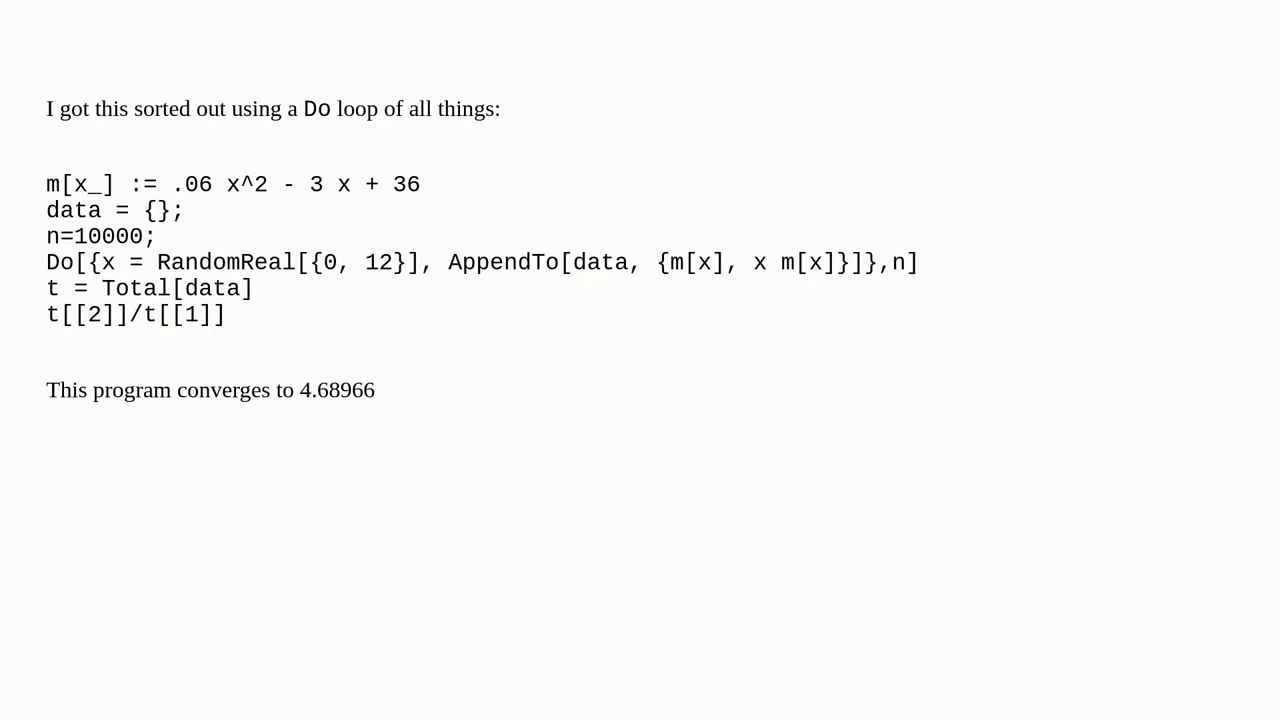 I got this sorted out using a Do loop of all things:
m[x_] := .06 x^2 - 3 x + 36
data = {};
n=10000;
Do[{x = RandomReal[{0, 12}], AppendTo[data, {m[x], x m[x]}]},n]
t = Total[data]
t[[2]]/t[[1]]
This program converges to 4.68966